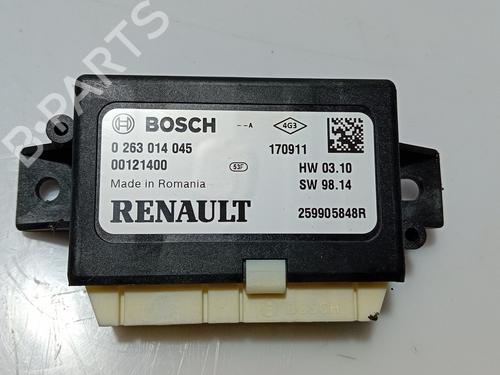 B-PARTS
BOSCH
--A
4G3
0 263 014 045
170911
00121400
53F
HW 03.10
Made in Romania
SW 98.14
RENAULT
259905848R
BOSCH